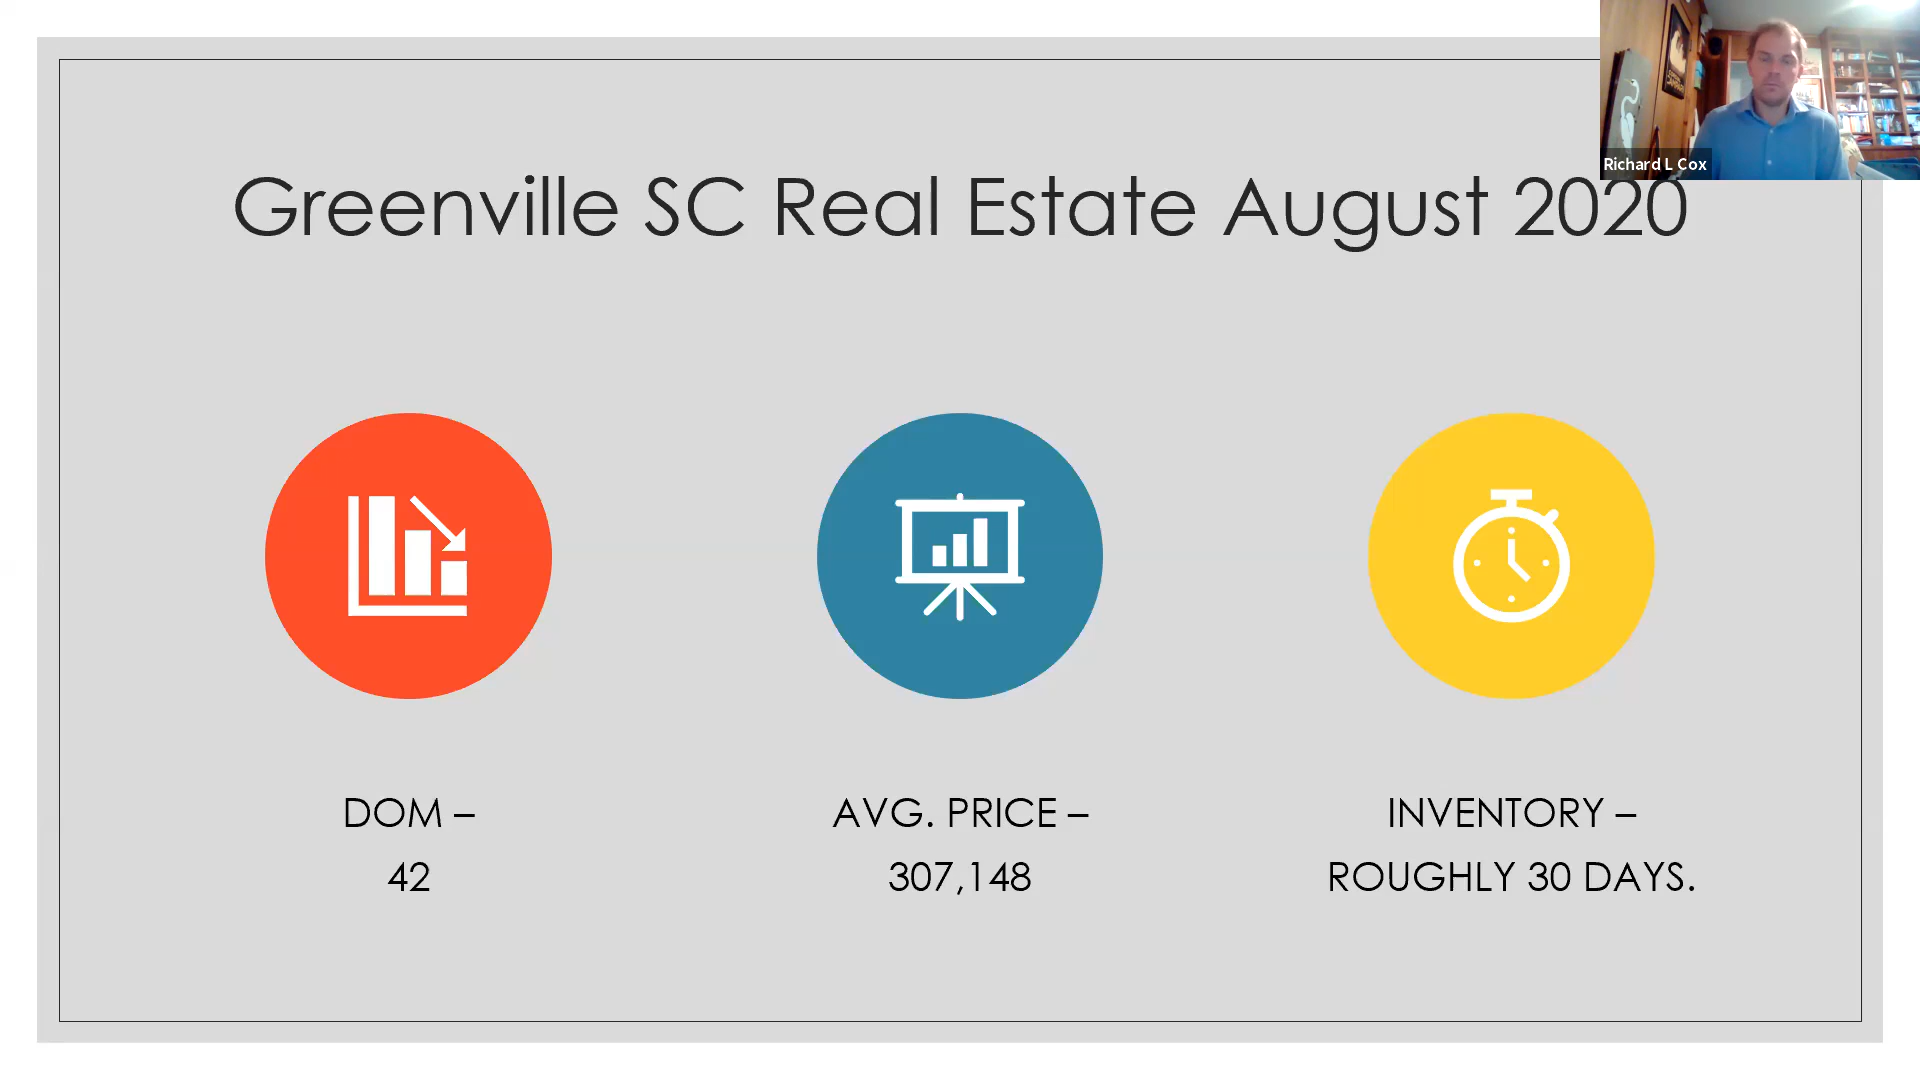 Richard L Cox
Greenville SC Real Estate August 2020
DOM –
42
AVG. PRICE –
307,148
INVENTORY –
ROUGHLY 30 DAYS.